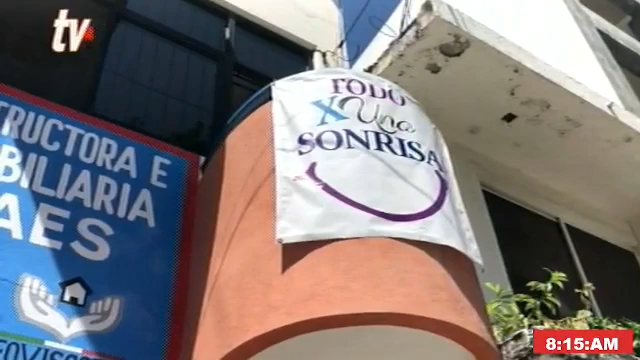 tv
TRUCTORA E
BILIARIA
AES
TODO
X Una
SONRISA
8:15:AM